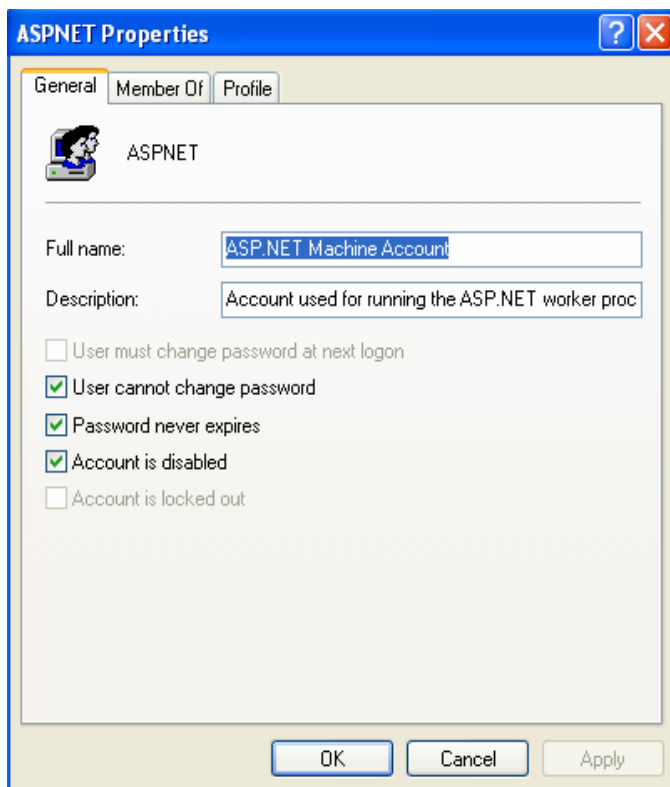 ASPNET Properties
General Member Of Profile
ASPNET
Full name: ASP.NET Machine Account
Description: Account used for running the ASP.NET worker proc
User must change password at next logon
User cannot change password
Password never expires
Account is disabled
Account is locked out
OK Cancel Apply